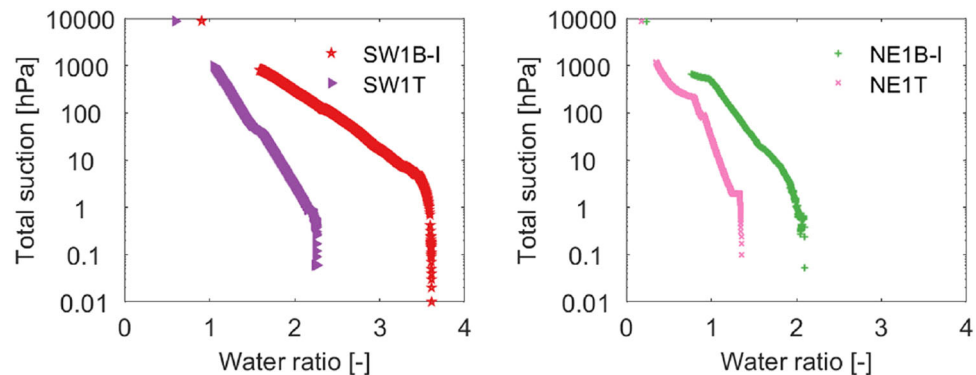 10000
1000
100
10
1
0.1
0.01
Total suction [hPa]
SW1B-I
SW1T
0 1 2 3 4
Water ratio [-]
10000
1000
100
10
1
0.1
0.01
Total suction [hPa]
NE1B-I
NE1T
0 1 2 3 4
Water ratio [-]